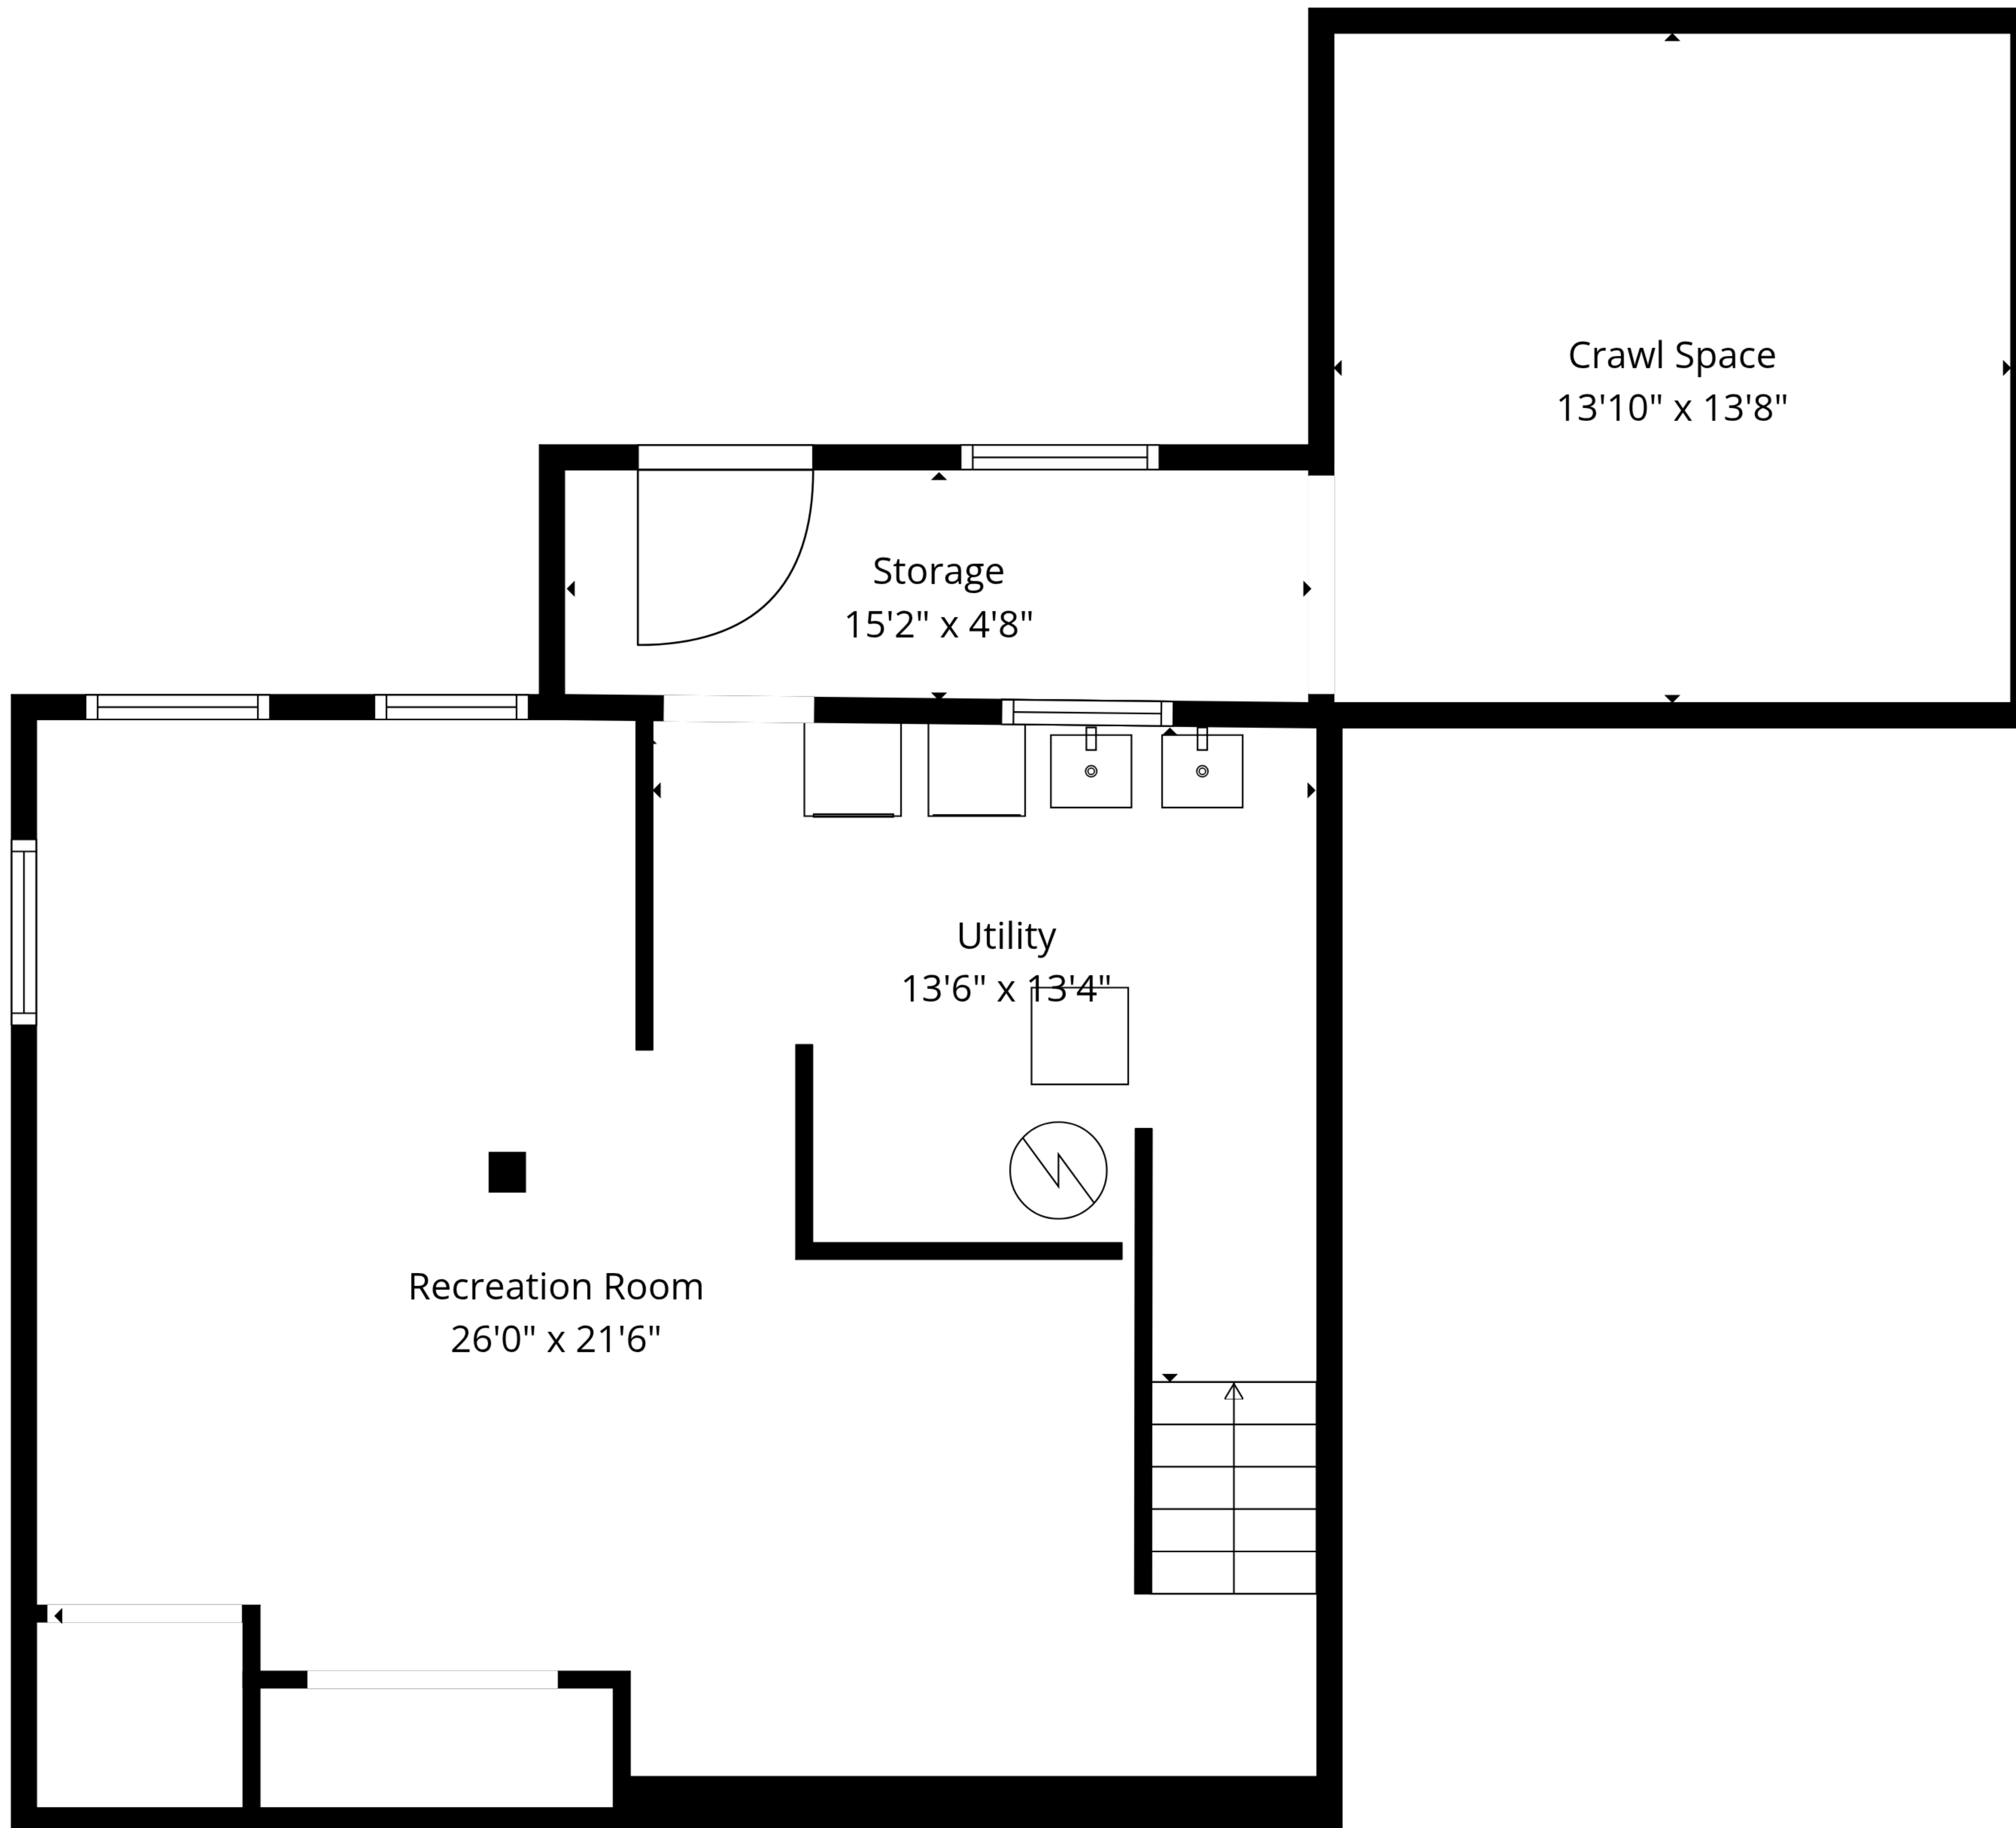 Crawl Space
13'10" x 13'8"
Storage
15'2" x 4'8"
Utility
13'6" x 13'4"
Recreation Room
26'0" x 21'6"